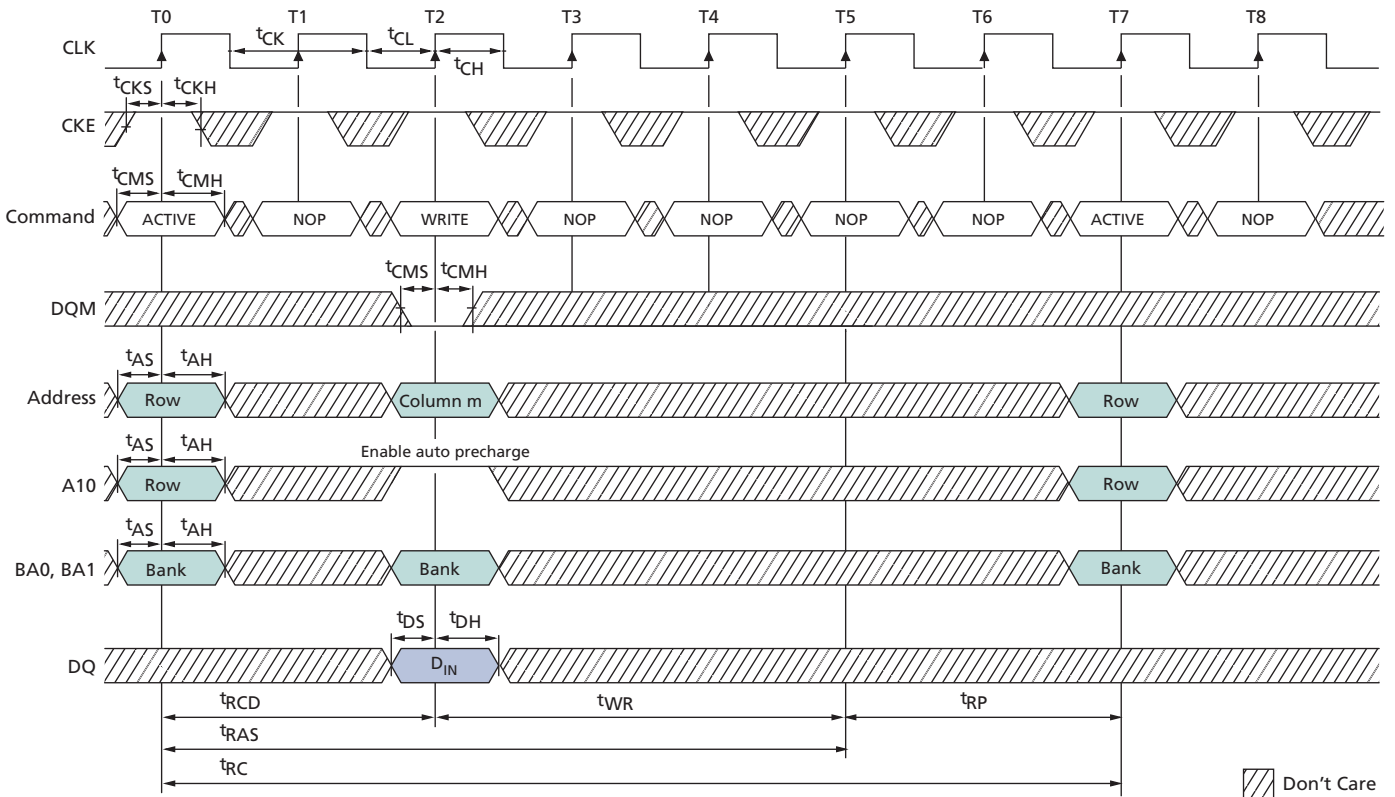 T0 T1 T2 T3 T4 T5 T6 T7 T8
CLK tCK tCL tCH
tCKS tCKH
CKE
tCMS tCMH
Command ACTIVE NOP WRITE NOP NOP NOP NOP ACTIVE NOP
tCMS tCMH
DQM
tAS tAH
Address Row Column m Row
tAS tAH Enable auto precharge
A10 Row Row
tAS tAH
BA0, BA1 Bank Bank Bank
tDS tDH
DQ DIN
tRCD tWR tRP
tRAS
tRC
Don't Care